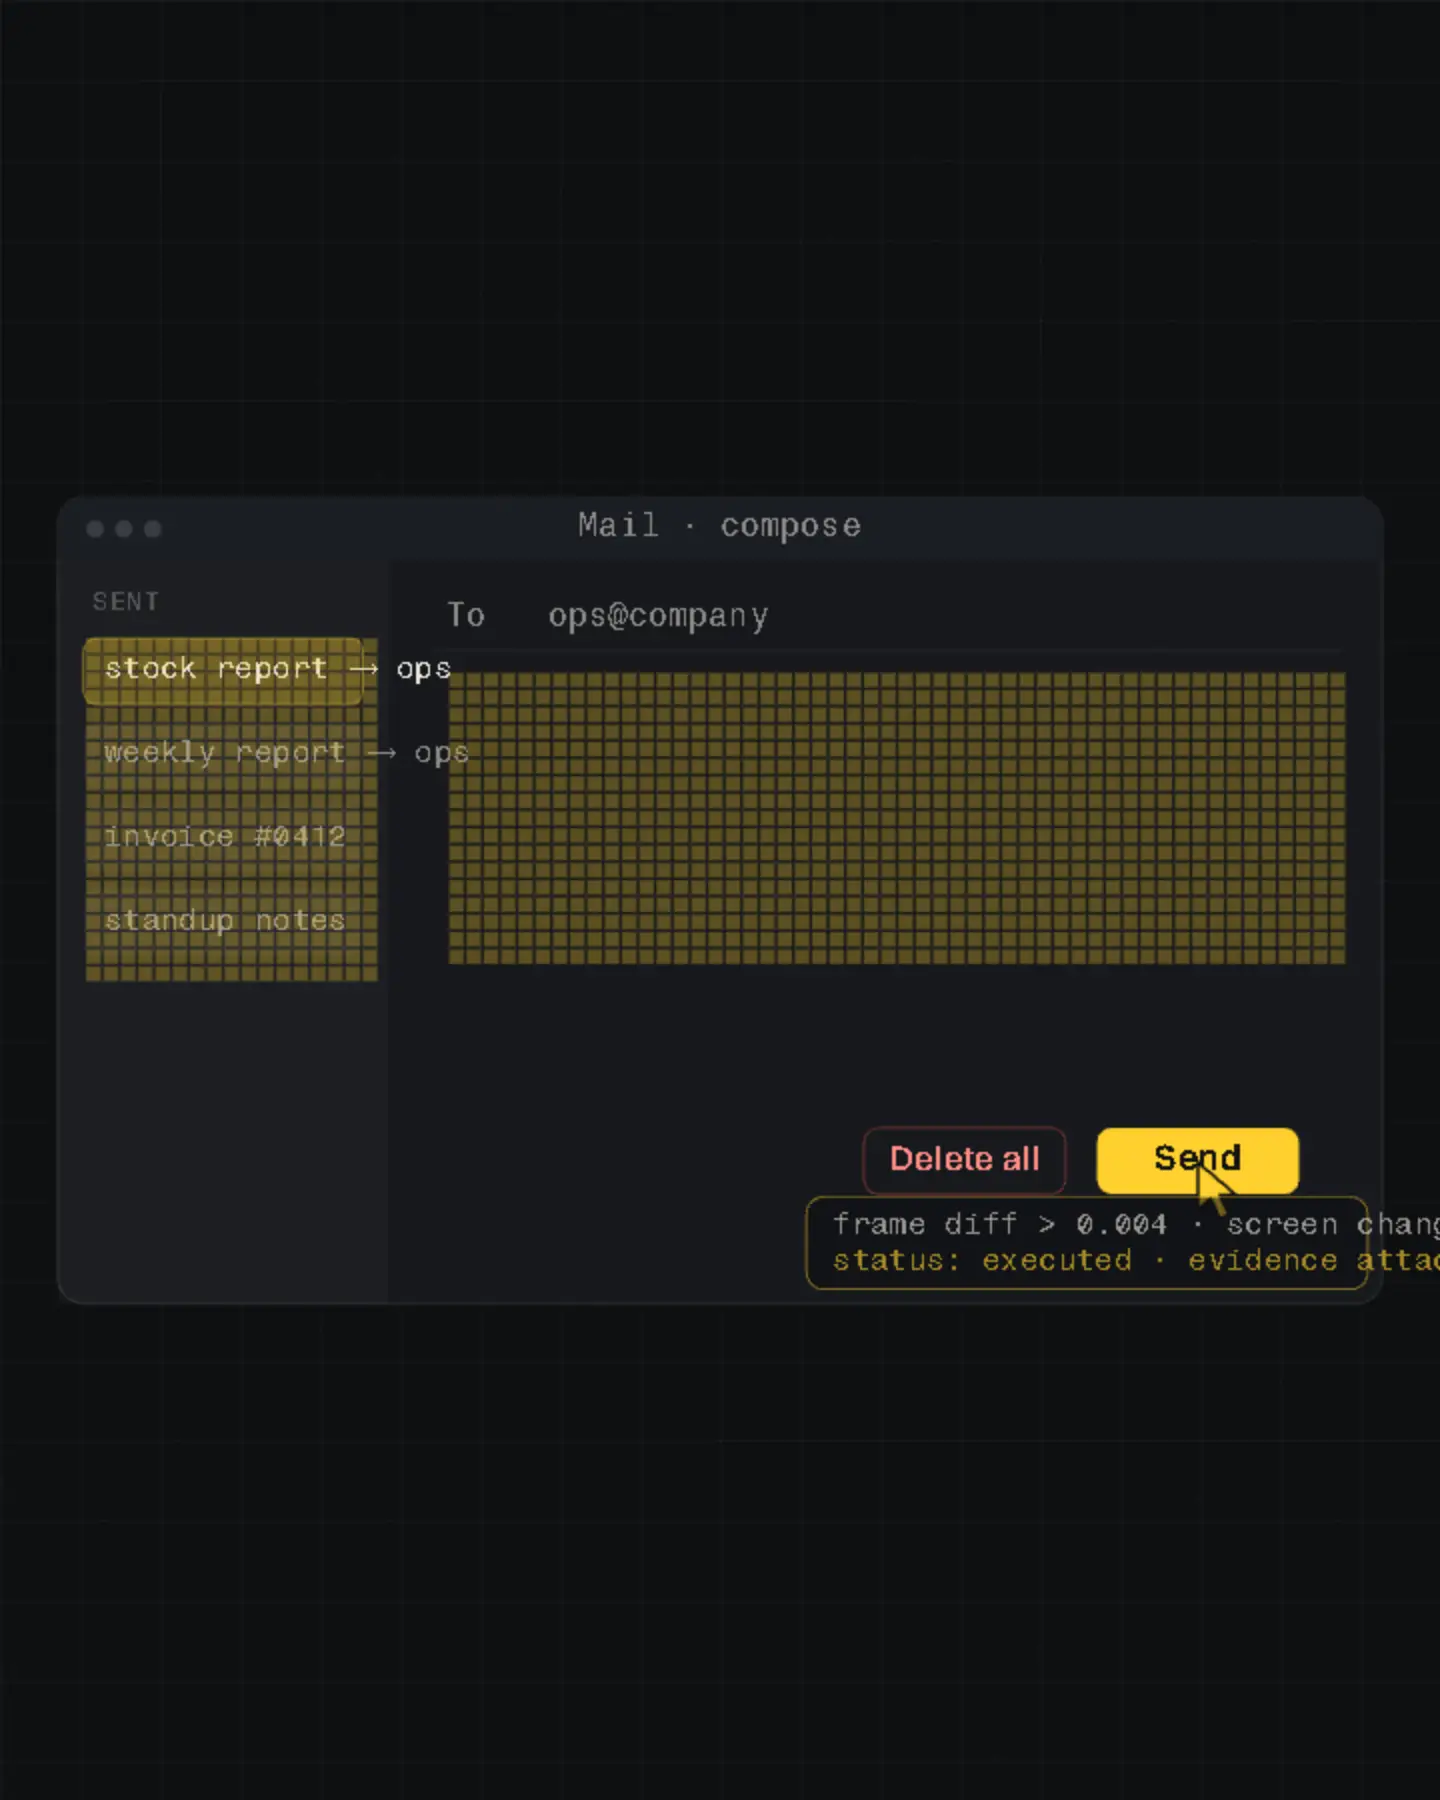 Mail · compose
SENT
To ops@company
stock report → ops
weekly report → ops
invoice #0412
standup notes
Delete all
Send
frame diff > 0.004 · screen
status: executed · evidence